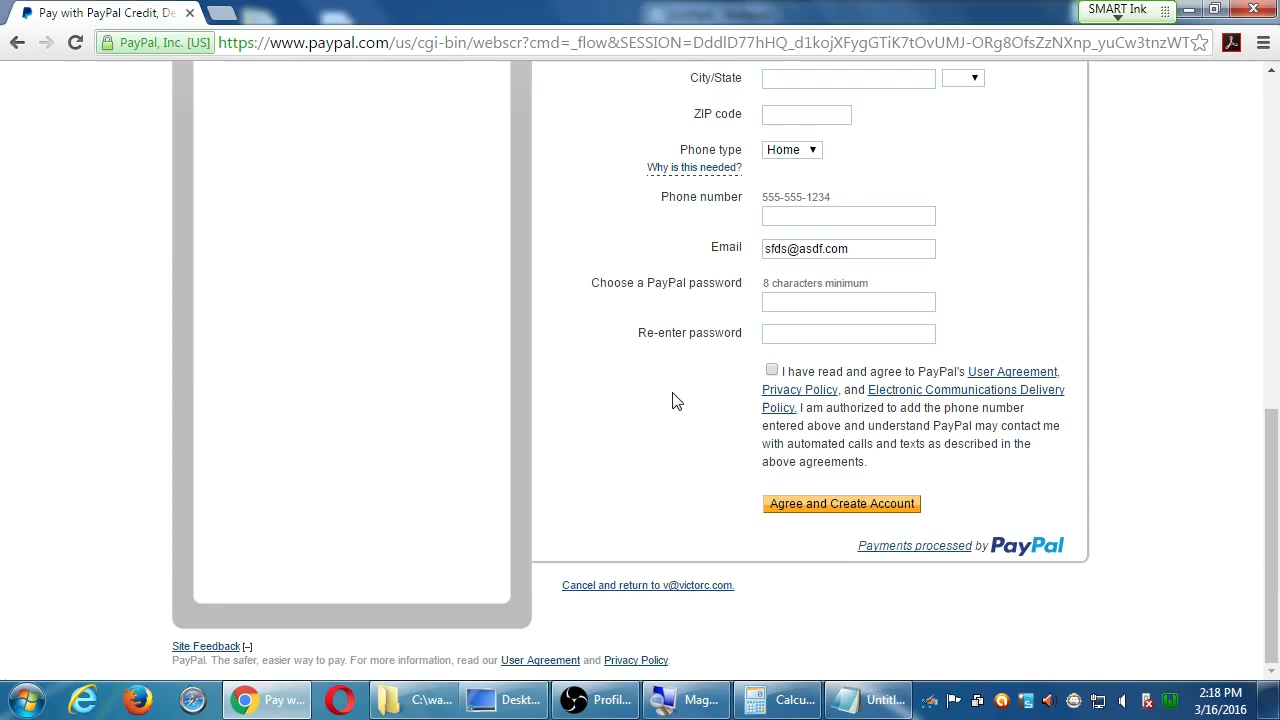 Pay with PayPal Credit, De
SMART Ink
PayPal, Inc. [US]
https://www.paypal.com/us/cgi-bin/webscr?cmd=_flow&SESSION=DddlD77hHQ_d1kojXFygGTiK7tOvUMJ-ORg8OfsZzNXnp_yuCw3tnzWT
City/State
ZIP code
Phone type
Home
Why is this needed?
Phone number
555-555-1234
Email
sfds@asdf.com
Choose a PayPal password
8 characters minimum
Re-enter password
I have read and agree to PayPal's User Agreement,
Privacy Policy, and Electronic Communications Delivery
Policy. I am authorized to add the phone number
entered above and understand PayPal may contact me
with automated calls and texts as described in the
above agreements.
Agree and Create Account
Payments processed by PayPal
Cancel and return to v@victorc.com.
Site Feedback [–]
PayPal. The safer, easier way to pay. For more information, read our User Agreement and Privacy Policy.
Pay w...
C:\wa...
Deskt...
Profil...
Mag...
Calcu...
Untitl...
2:18 PM
3/16/2016